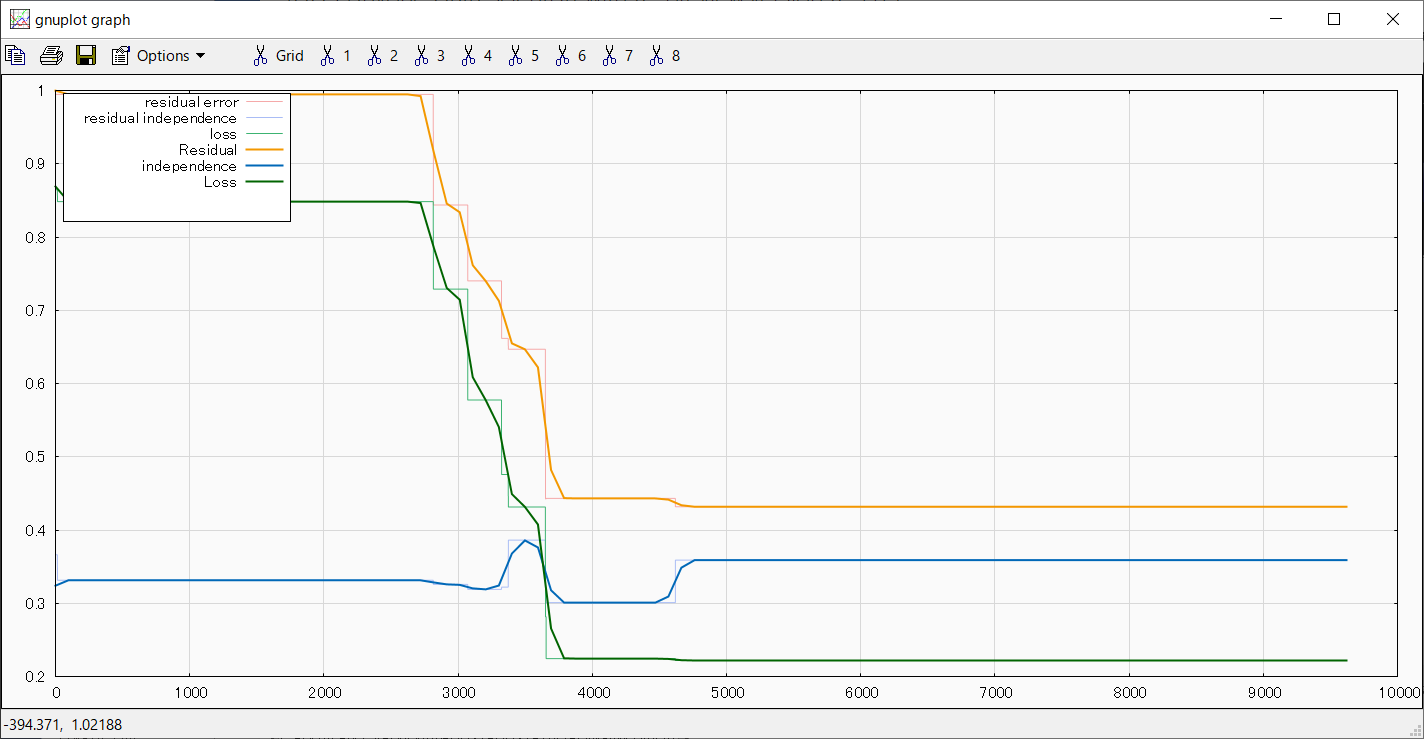 gnuplot graph
Options Grid 1 2 3 4 5 6 7 8
1
residual error
residual independence
loss
Residual
independence
Loss
0.9
0.8
0.7
0.6
0.5
0.4
0.3
0.2
0 1000 2000 3000 4000 5000 6000 7000 8000 9000 10000
-394.371, 1.02188